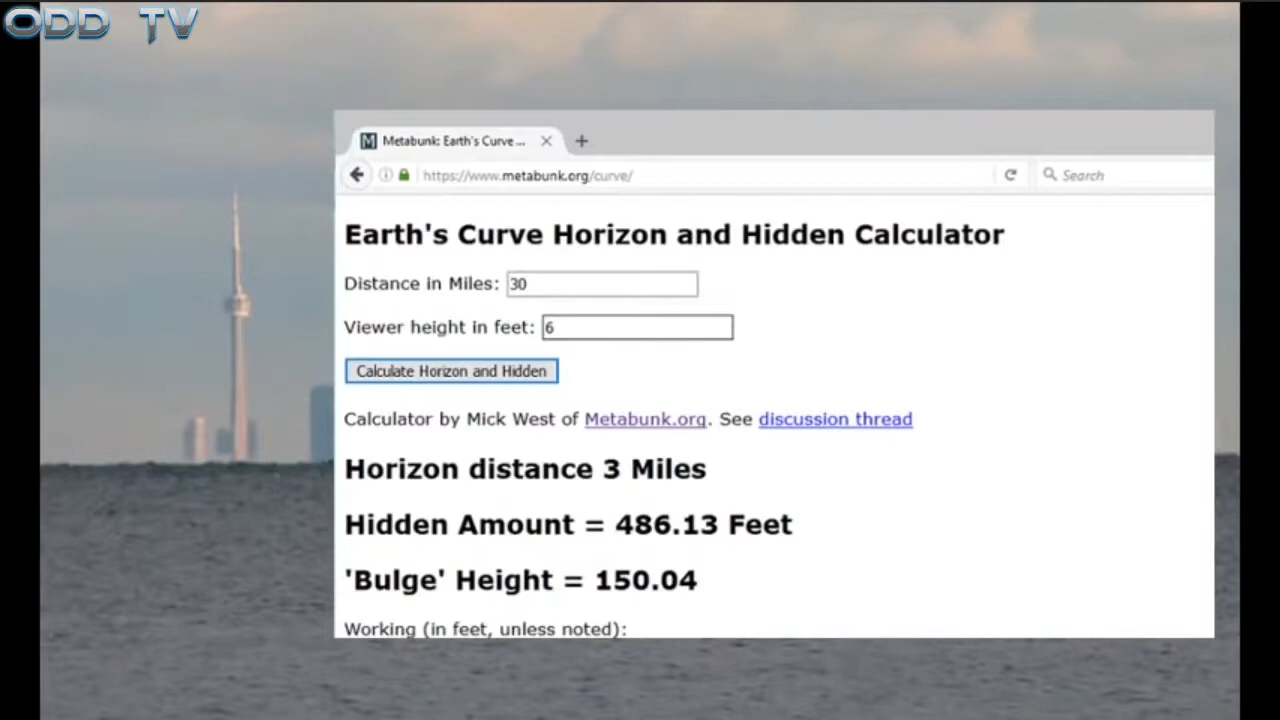 ODD TV
Metabunk: Earth's Curve ...
https://www.metabunk.org/curve/
Search
Earth's Curve Horizon and Hidden Calculator
Distance in Miles: 30
Viewer height in feet: 6
Calculate Horizon and Hidden
Calculator by Mick West of Metabunk.org. See discussion thread
Horizon distance 3 Miles
Hidden Amount = 486.13 Feet
'Bulge' Height = 150.04
Working (in feet, unless noted):